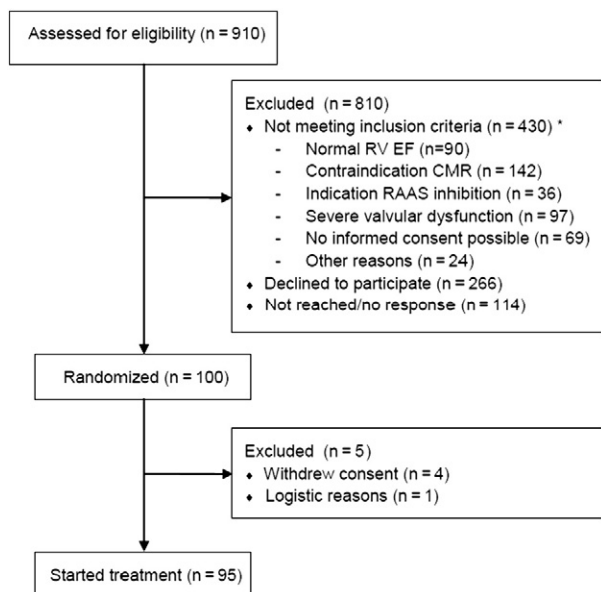 Assessed for eligibility (n = 910)
Excluded (n = 810)
♦ Not meeting inclusion criteria (n = 430) *
- Normal RV EF (n=90)
- Contraindication CMR (n = 142)
- Indication RAAS inhibition (n = 36)
- Severe valvular dysfunction (n = 97)
- No informed consent possible (n = 69)
- Other reasons (n = 24)
♦ Declined to participate (n = 266)
♦ Not reached/no response (n = 114)
Randomized (n = 100)
Excluded (n = 5)
♦ Withdrew consent (n = 4)
♦ Logistic reasons (n = 1)
Started treatment (n = 95)